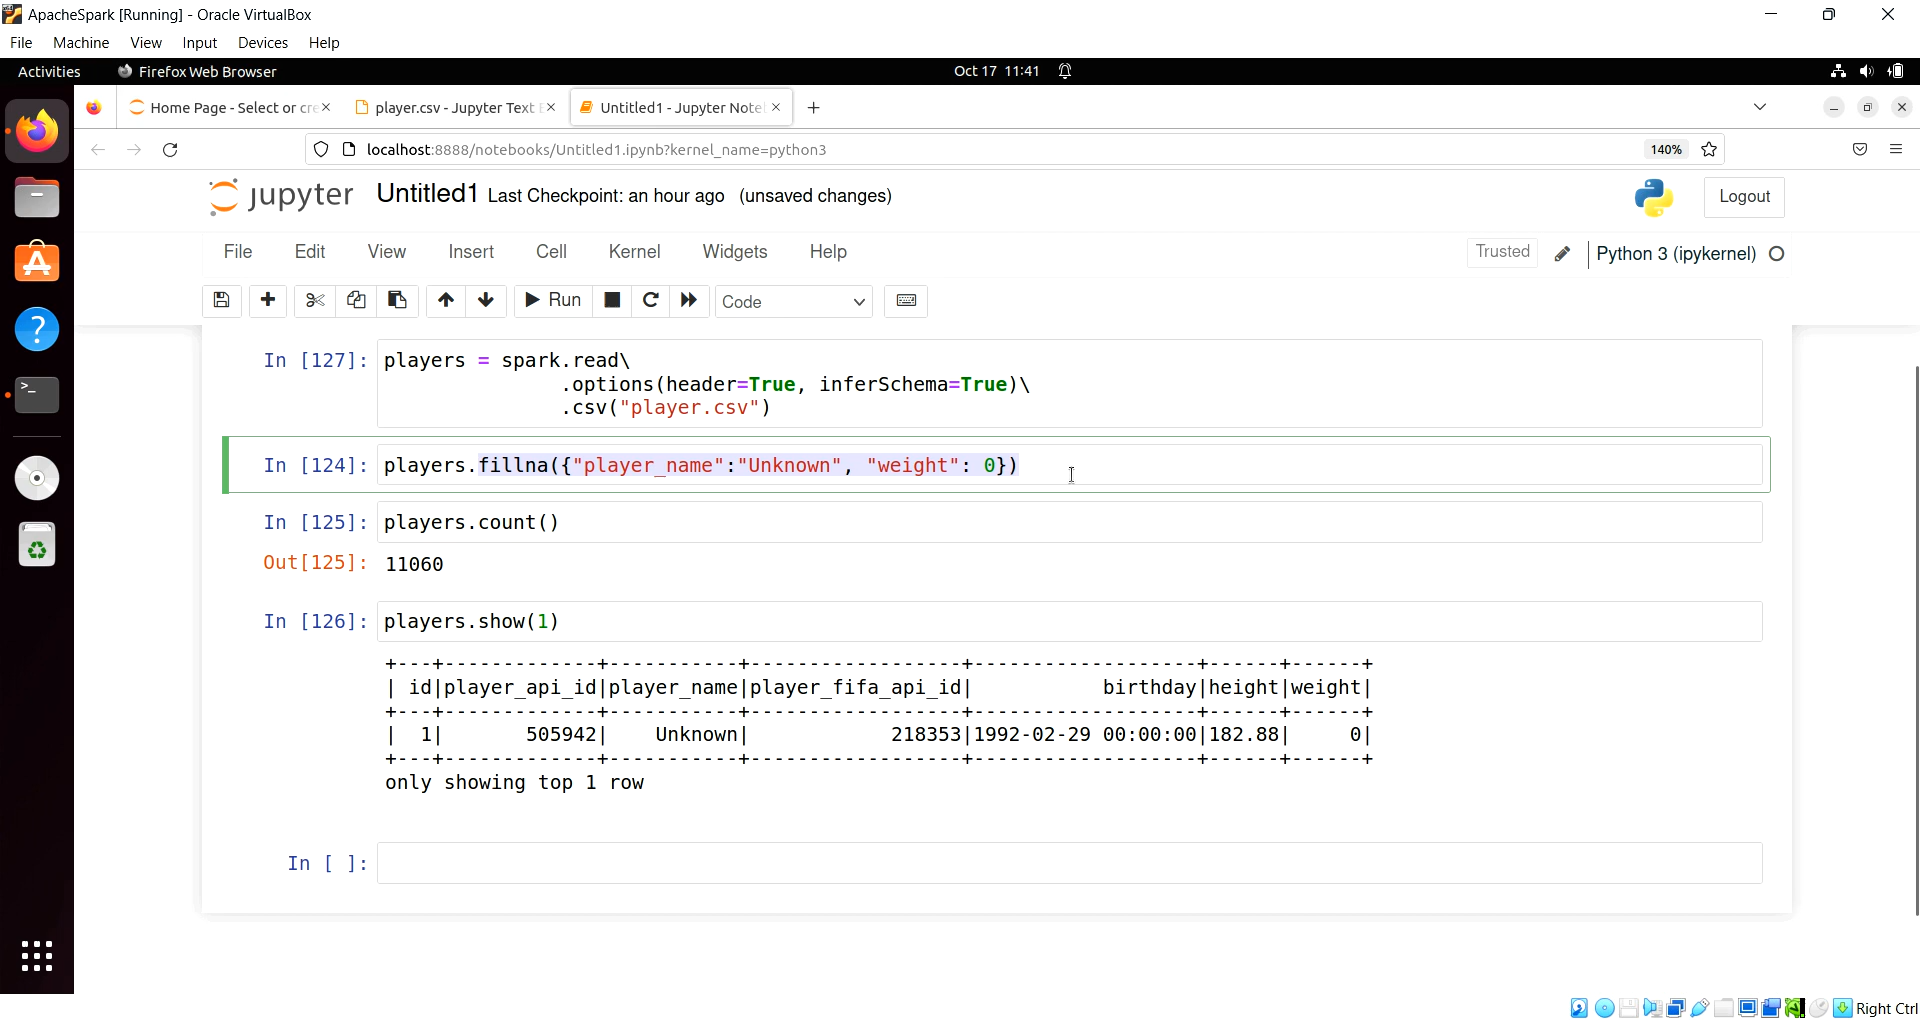 ApacheSpark [Running] - Oracle VirtualBox
File Machine View Input Devices Help
Activities Firefox Web Browser Oct 17 11:41
Home Page - Select or cre player.csv - Jupyter Text E Untitled1 - Jupyter Note
localhost:8888/notebooks/Untitled1.ipynb?kernel_name=python3 140%
jupyter Untitled1 Last Checkpoint: an hour ago (unsaved changes) Logout
File Edit View Insert Cell Kernel Widgets Help Trusted Python 3 (ipykernel)
Run Code
In [127]: players = spark.read\
.options(header=True, inferSchema=True)\
.csv("player.csv")
In [124]: players.fillna({"player_name":"Unknown", "weight": 0})
In [125]: players.count()
Out[125]: 11060
In [126]: players.show(1)
+---+-------------+-----------+------------------+-------------------+------+------+
| id|player_api_id|player_name|player_fifa_api_id|           birthday|height|weight|
+---+-------------+-----------+------------------+-------------------+------+------+
|  1|       505942|    Unknown|            218353|1992-02-29 00:00:00|182.88|     0|
+---+-------------+-----------+------------------+-------------------+------+------+
only showing top 1 row
In [ ]:
Right Ctrl